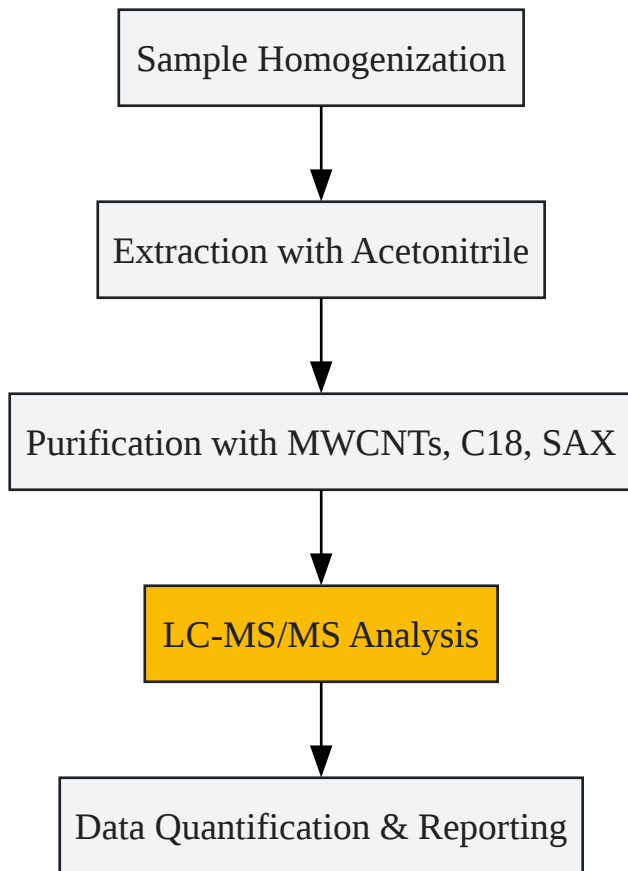 Sample Homogenization
Extraction with Acetonitrile
Purification with MWCNTs, C18, SAX
LC-MS/MS Analysis
Data Quantification & Reporting